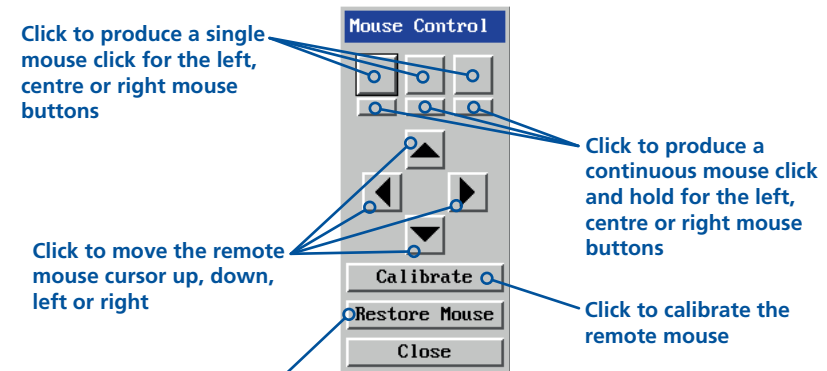 Mouse Control
Click to produce a single
mouse click for the left,
centre or right mouse
buttons
Click to produce a
continuous mouse click
and hold for the left,
centre or right mouse
buttons
Click to move the remote
mouse cursor up, down,
left or right
Calibrate
Click to calibrate the
remote mouse
Restore Mouse
Close